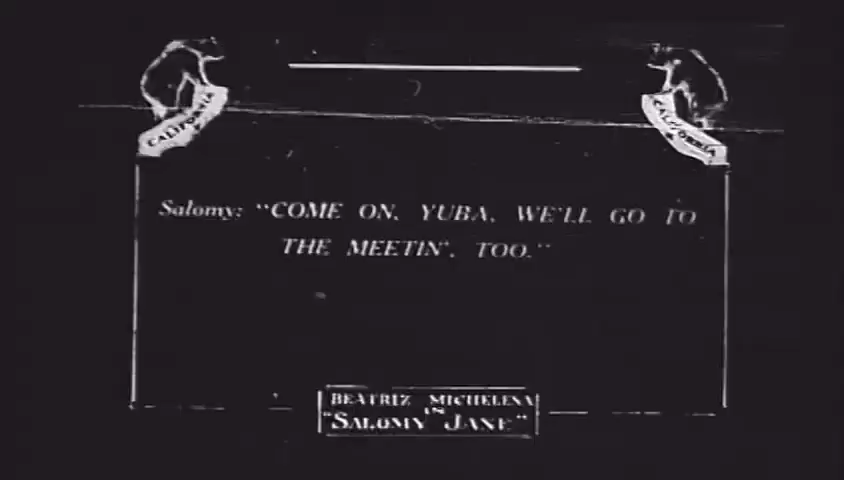 CALIFORNIA
CALIFORNIA
Salomy: "COME ON, YUBA, WE'LL GO TO
THE MEETIN', TOO."
BEATRIZ MICHELENA
IN
"SALOMY JANE"